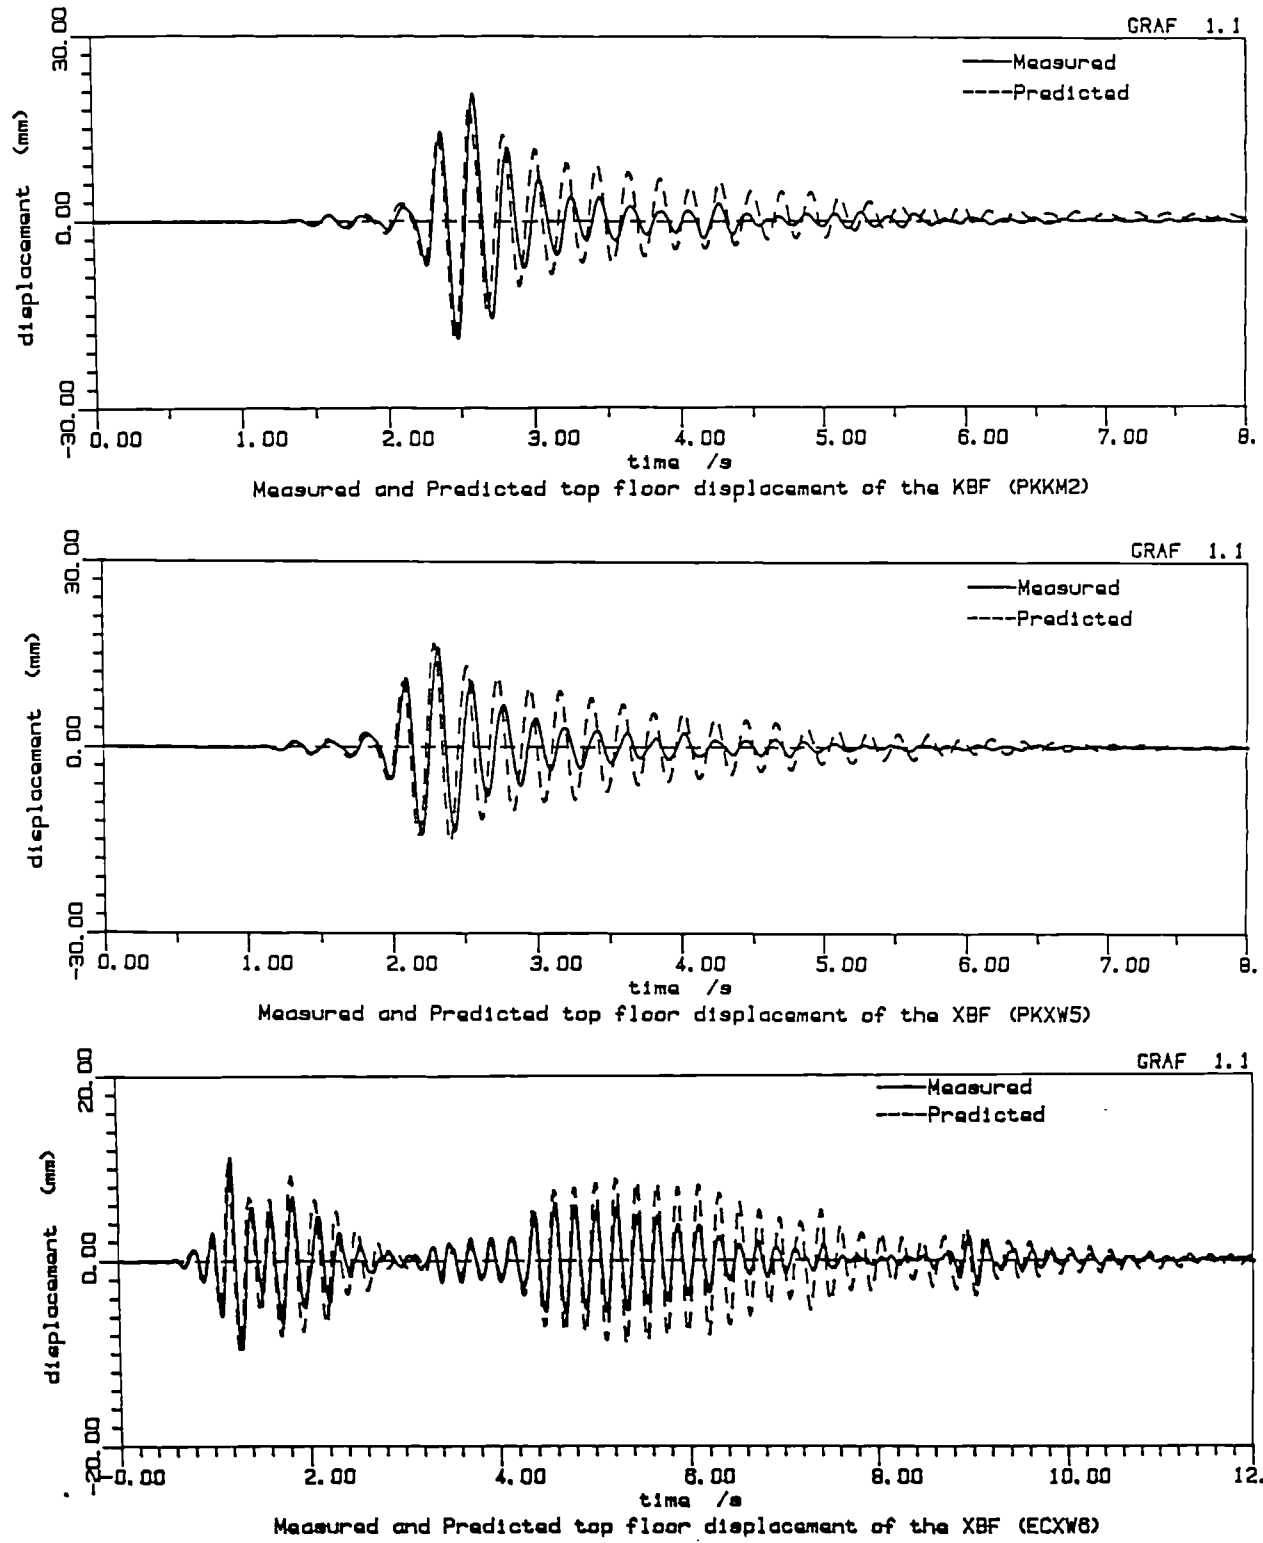 GRAF 1.1
30.00
Measured
Predicted
displacement (mm)
0.00
-30.00
0.00 1.00 2.00 3.00 4.00 5.00 6.00 7.00 8.
time /s
Measured and Predicted top floor displacement of the KBF (PKKM2)
GRAF 1.1
30.00
Measured
Predicted
displacement (mm)
0.00
-30.00
0.00 1.00 2.00 3.00 4.00 5.00 6.00 7.00 8.
time /s
Measured and Predicted top floor displacement of the XBF (PKXW5)
GRAF 1.1
20.00
Measured
Predicted
displacement (mm)
0.00
-20.00
0.00 2.00 4.00 6.00 8.00 10.00 12.
time /s
Measured and Predicted top floor displacement of the XBF (ECXW6)